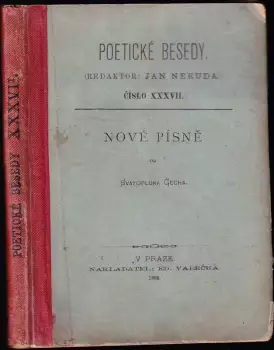 POETICKÉ BESEDY XXXVII.
POETICKÉ BESEDY.
(REDAKTOR: JAN NERUDA.
ČÍSLO XXXVII.
NOVÉ PÍSNĚ
OD
SVATOPLUKA ČECHA.
V PRAZE.
NAKLADATEL: ED. VALEČKA.